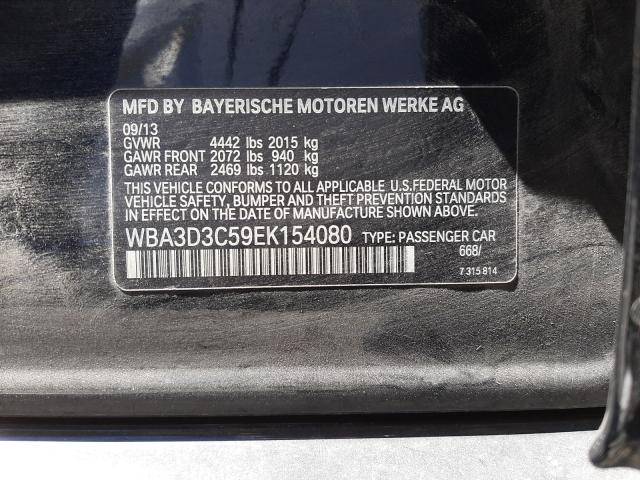 MFD BY BAYERISCHE MOTOREN WERKE AG
09/13
GVWR 4442 lbs 2015 kg
GAWR FRONT 2072 lbs 940 kg
GAWR REAR 2469 lbs 1120 kg
THIS VEHICLE CONFORMS TO ALL APPLICABLE U.S.FEDERAL MOTOR
VEHICLE SAFETY, BUMPER AND THEFT PREVENTION STANDARDS
IN EFFECT ON THE DATE OF MANUFACTURE SHOWN ABOVE.
WBA3D3C59EK154080 TYPE: PASSENGER CAR
668/
7 315 814